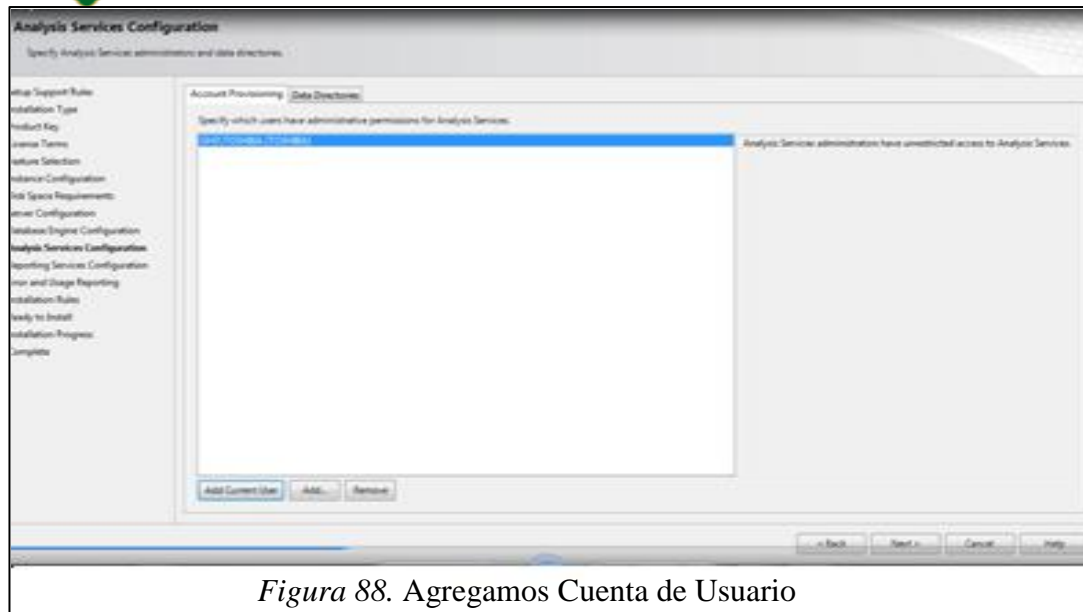 Analysis Services Configuration
Specify Analysis Services administrators and data directories.
Setup Support Rules
Installation Type
Product Key
License Terms
Feature Selection
Instance Configuration
Disk Space Requirements
Server Configuration
Database Engine Configuration
Analysis Services Configuration
Reporting Services Configuration
Error and Usage Reporting
Installation Rules
Ready to Install
Installation Progress
Complete
Account Provisioning Data Directories
Specify which users have administrative permissions for Analysis Services.
Analysis Services administrators have unrestricted access to Analysis Services.
Add Current User Add... Remove
< Back Next > Cancel Help
Figura 88. Agregamos Cuenta de Usuario